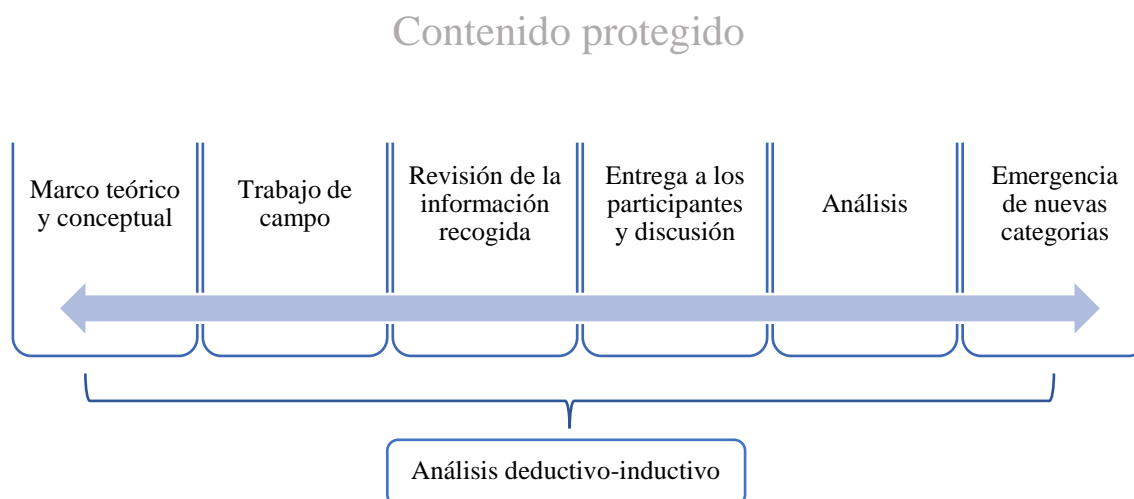 Contenido protegido
Marco teórico
y conceptual
Trabajo de
campo
Revisión de la
información
recogida
Entrega a los
participantes
y discusión
Análisis
Emergencia
de nuevas
categorias
Análisis deductivo-inductivo